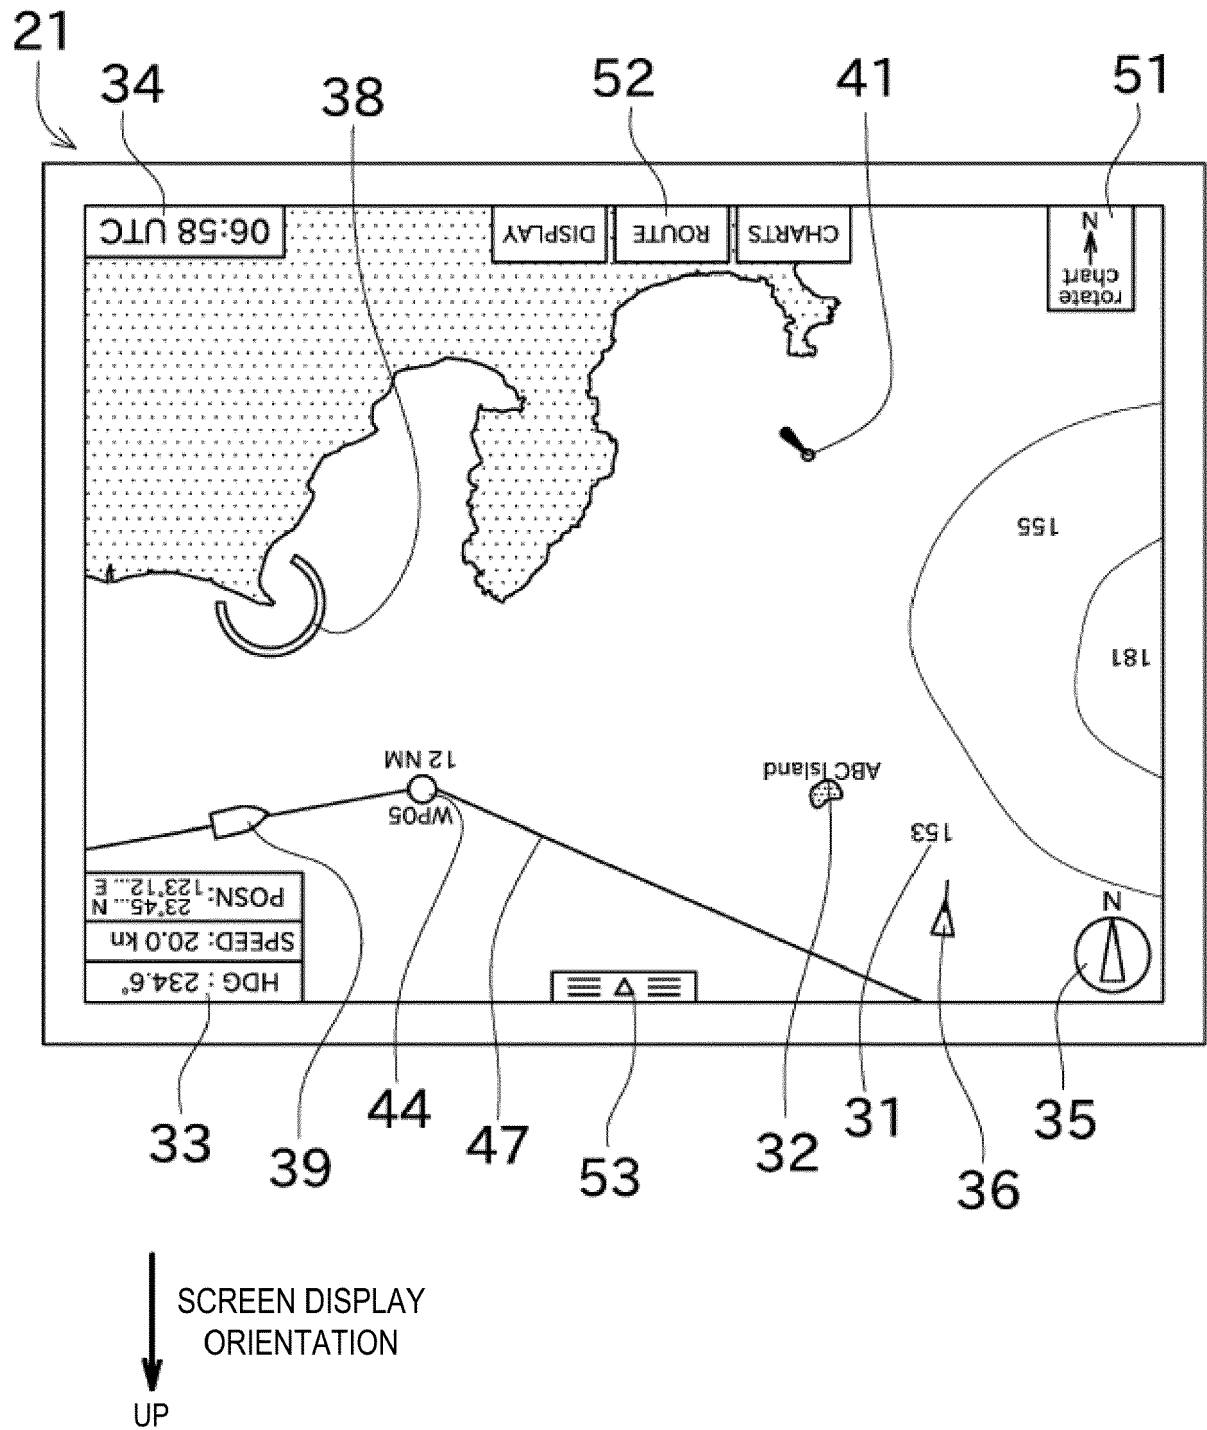 21
34
38
52
41
51
06:58 UTC
DISPLAY
ROUTE
CHARTS
N
rotate
chart
155
181
12 NM
WP05
ABC Island
153
N
HDG : 234.6°
SPEED: 20.0 kn
POSN: 23°45... N
123°12... E
33
39
44
47
53
32
31
36
35
SCREEN DISPLAY
ORIENTATION
UP